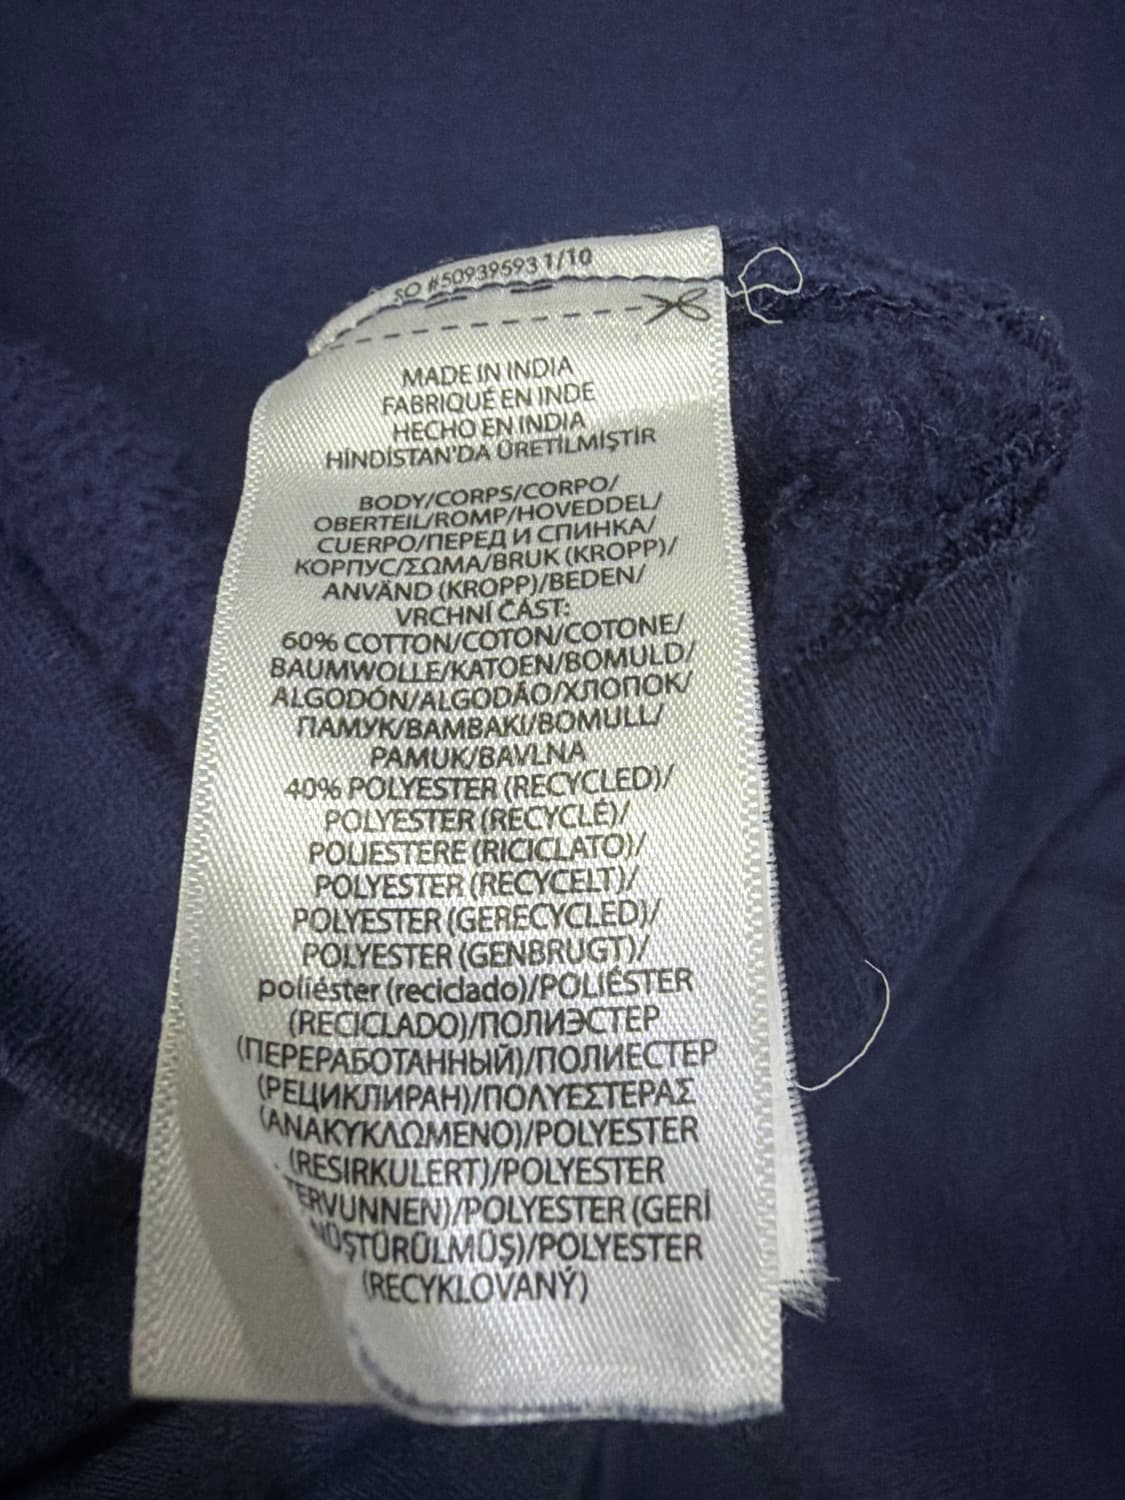 SO #50939593 1/10
MADE IN INDIA
FABRIQUÉ EN INDE
HECHO EN INDIA
HİNDİSTAN'DA ÜRETİLMİŞTİR
BODY/CORPS/CORPO/
OBERTEIL/ROMP/HOVEDDEL/
CUERPO/ПЕРЕД И СПИНКА/
КОРПУС/ΣΩΜΑ/BRUK (KROPP)/
ANVÄND (KROPP)/BEDEN/
VRCHNÍ ČÁST:
60% COTTON/COTON/COTONE/
BAUMWOLLE/KATOEN/BOMULD/
ALGODÓN/ALGODÃO/ХЛОПОК/
ПАМУК/ΒΑΜΒΑΚΙ/BOMULL/
PAMUK/BAVLNA
40% POLYESTER (RECYCLED)/
POLYESTER (RECYCLÉ)/
POLIESTERE (RICICLATO)/
POLYESTER (RECYCELT)/
POLYESTER (GERECYCLED)/
POLYESTER (GENBRUGT)/
poliéster (reciclado)/POLIÉSTER
(RECICLADO)/ПОЛИЭСТЕР
(ПЕРЕРАБОТАННЫЙ)/ПОЛИЕСТЕР
(РЕЦИКЛИРАН)/ΠΟΛΥΕΣΤΕΡΑΣ
(ΑΝΑΚΥΚΛΩΜΕΝΟ)/POLYESTER
(RESIRKULERT)/POLYESTER
ERVUNNEN)/POLYESTER (GERİ
ÜŞTÜRÜLMÜŞ)/POLYESTER
(RECYKLOVANÝ)